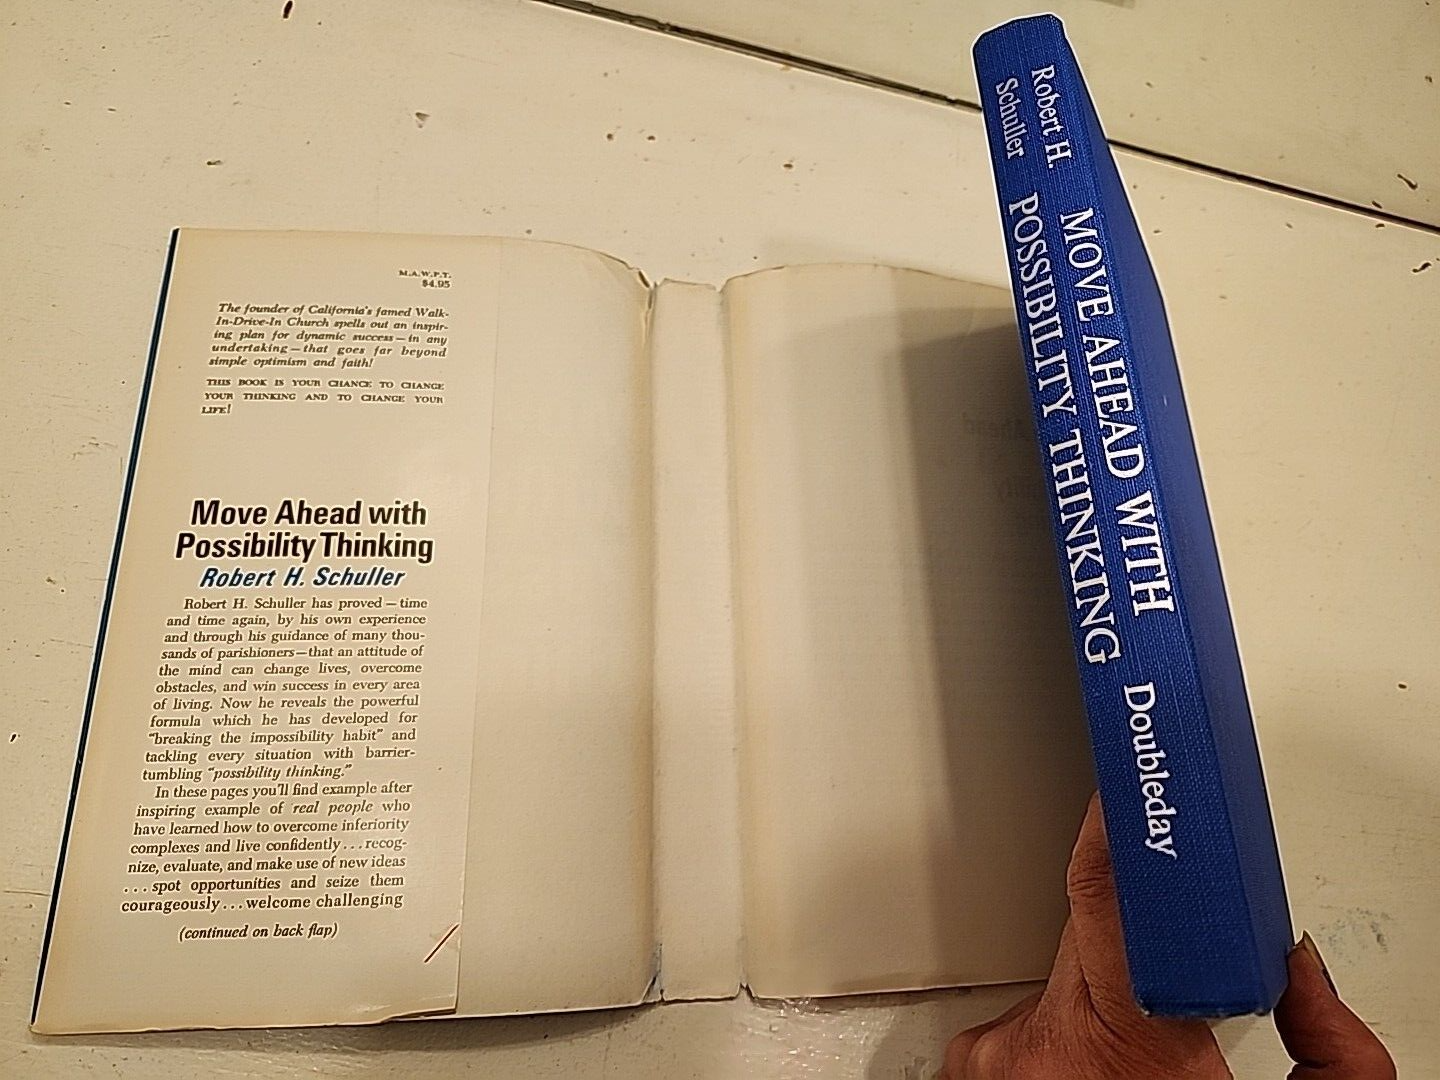 M.A.W.P.T.
$4.95
The founder of California's famed Walk-
In-Drive-In Church spells out an inspir-
ing plan for dynamic success—in any
undertaking—that goes far beyond
simple optimism and faith!
THIS BOOK IS YOUR CHANCE TO CHANGE
YOUR THINKING AND TO CHANGE YOUR
LIFE!
Move Ahead with
Possibility Thinking
Robert H. Schuller
Robert H. Schuller has proved—time
and time again, by his own experience
and through his guidance of many thou-
sands of parishioners—that an attitude of
the mind can change lives, overcome
obstacles, and win success in every area
of living. Now he reveals the powerful
formula which he has developed for
"breaking the impossibility habit" and
tackling every situation with barrier-
tumbling "possibility thinking."
In these pages you'll find example after
inspiring example of real people who
have learned how to overcome inferiority
complexes and live confidently...recog-
nize, evaluate, and make use of new ideas
...spot opportunities and seize them
courageously...welcome challenging
(continued on back flap)
Robert H.
Schuller
MOVE AHEAD WITH
POSSIBILITY THINKING
Doubleday